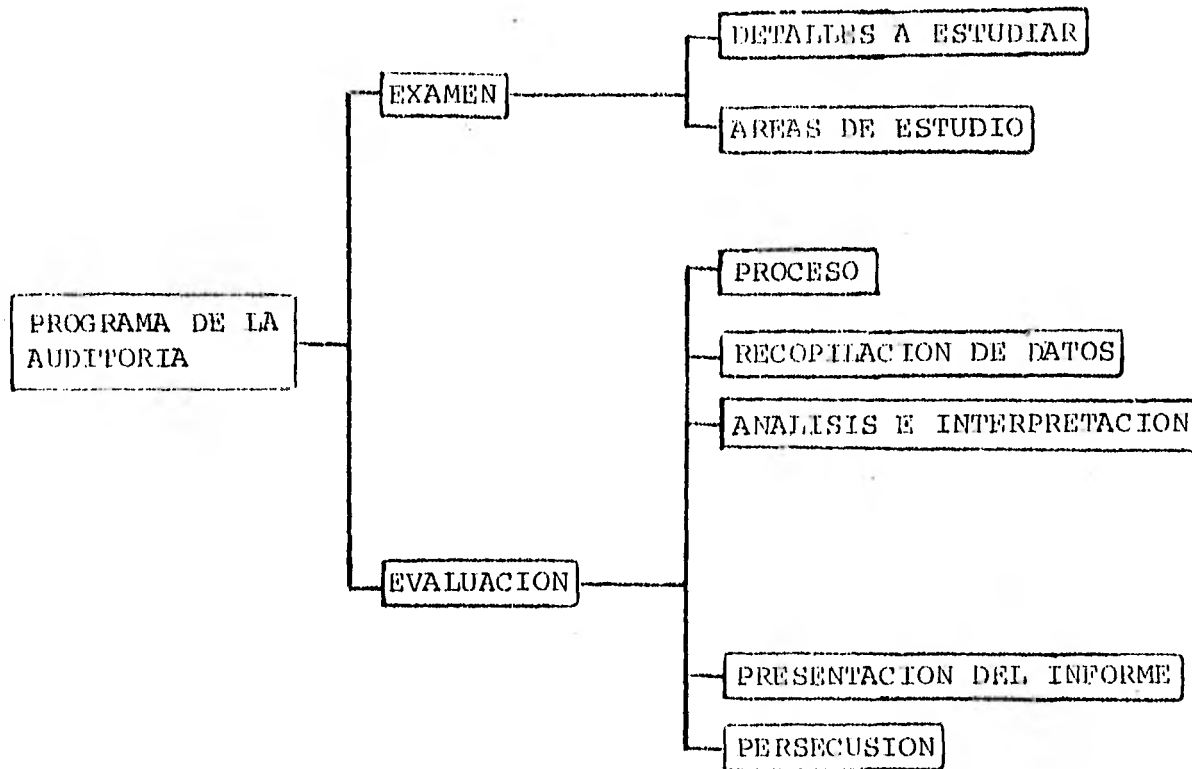 DETALLES A ESTUDIAR
EXAMEN
AREAS DE ESTUDIO
PROCESO
PROGRAMA DE LA
AUDITORIA
RECOPILACION DE DATOS
ANALISIS E INTERPRETACION
EVALUACION
PRESENTACION DEL INFORME
PERSECUSION